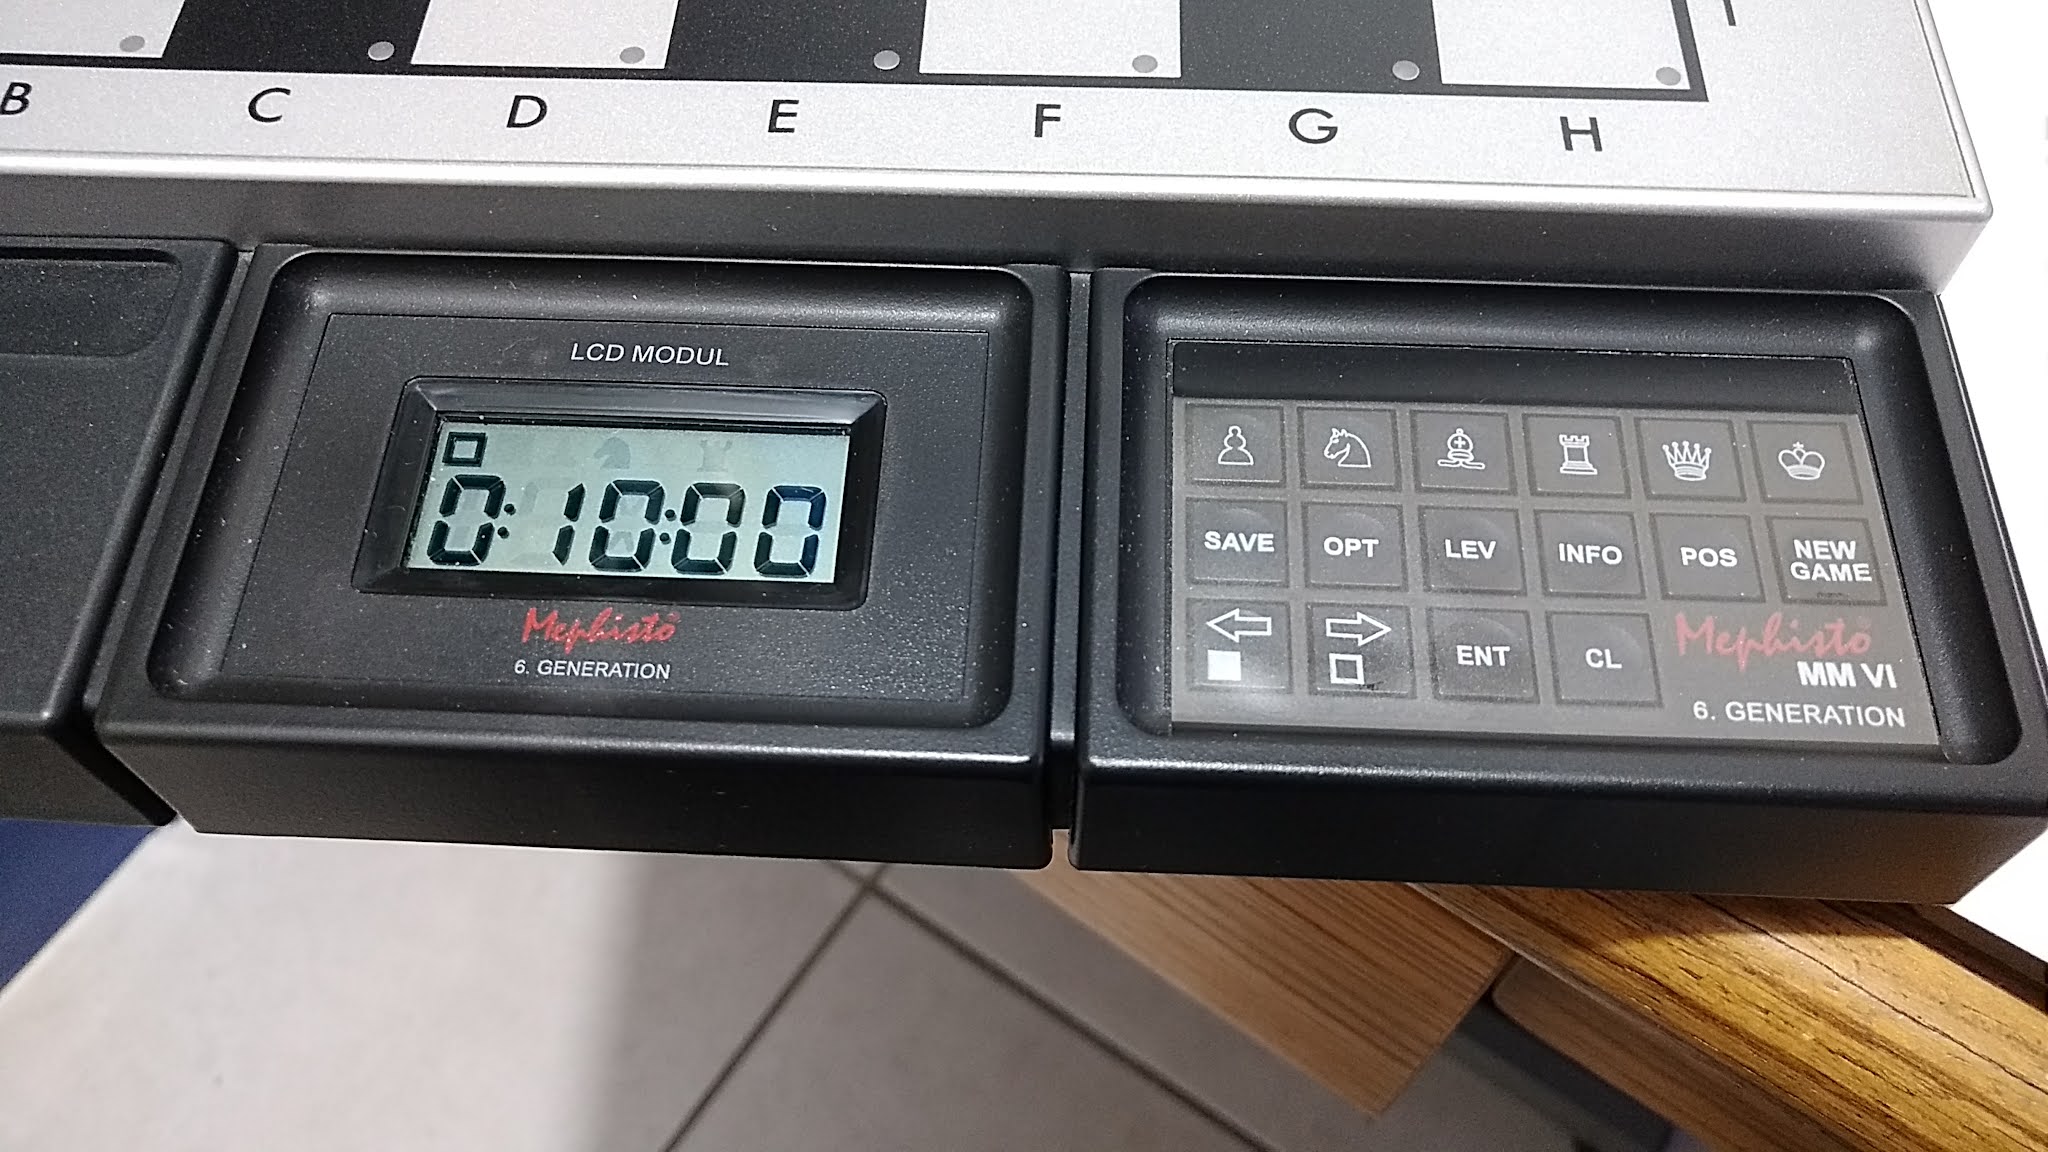 1
B C D E F G H
LCD MODUL
0:10:00
Mephisto
6. GENERATION
SAVE OPT LEV INFO POS NEW GAME
ENT CL
Mephisto
MM VI
6. GENERATION